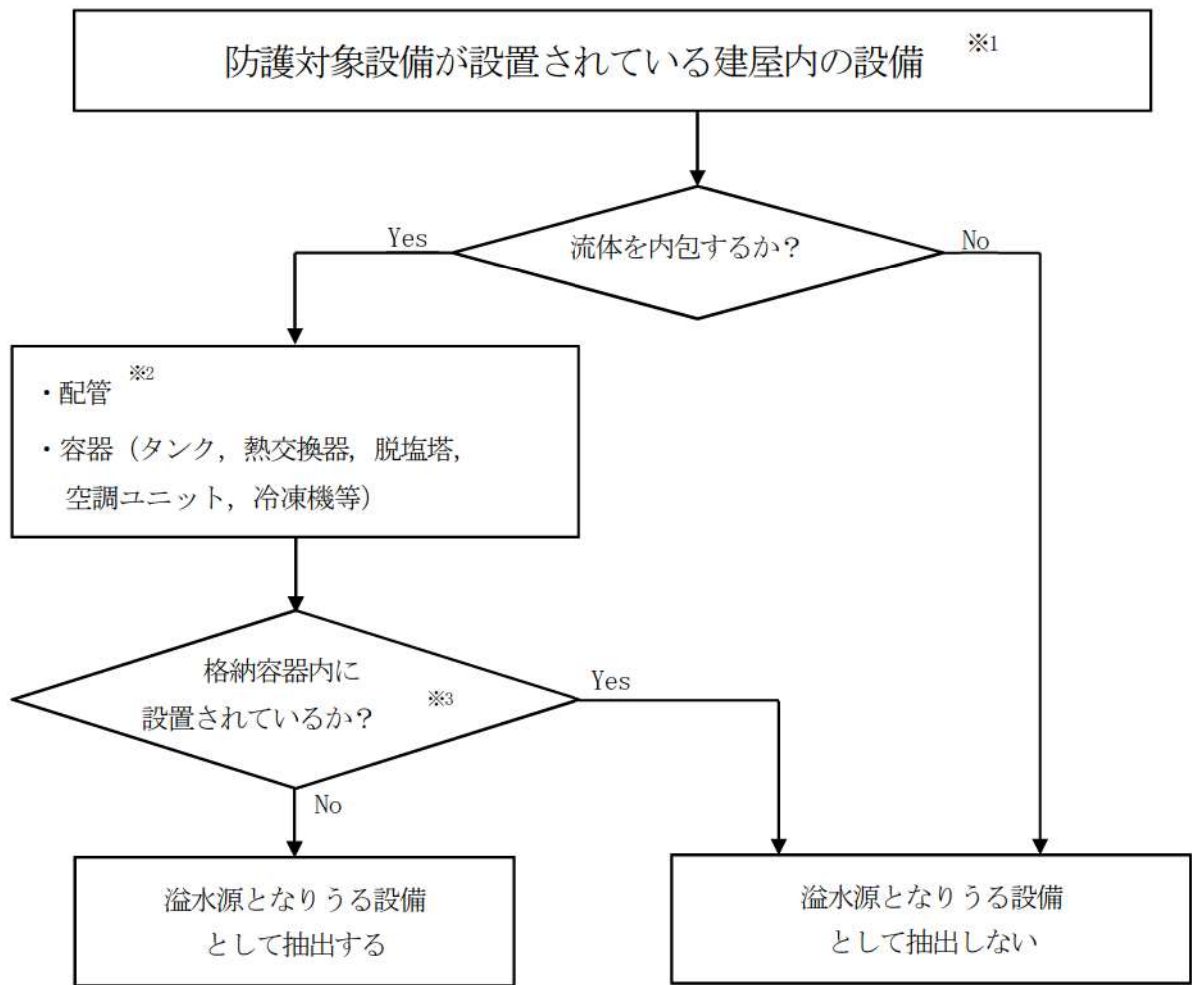 防護対象設備が設置されている建屋内の設備 ※1
流体を内包するか？
Yes
No
・配管 ※2
・容器（タンク，熱交換器，脱塩塔，
空調ユニット，冷凍機等）
格納容器内に
設置されているか？ ※3
Yes
No
溢水源となりうる設備
として抽出する
溢水源となりうる設備
として抽出しない